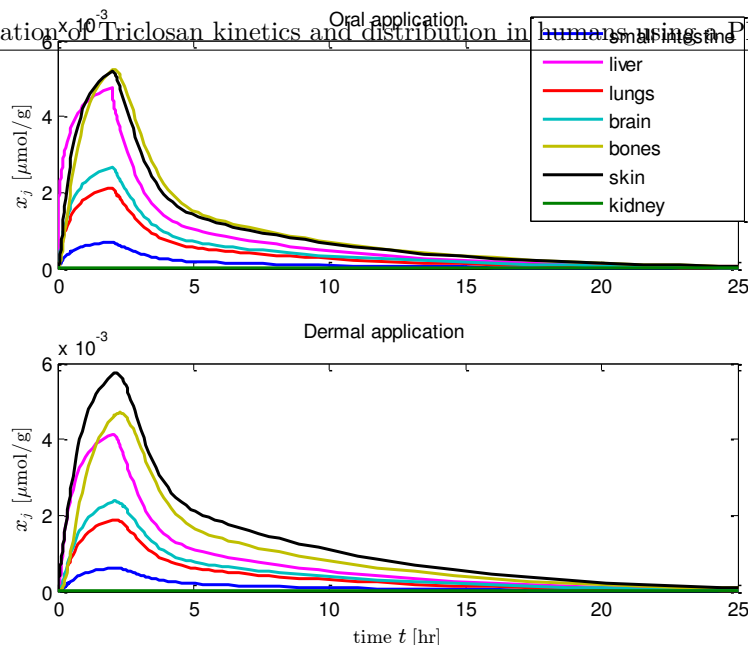 ation of Triclosan kinetics and distribution in humans using a P
Oral application
x 10⁻³
6
4
2
0
x_j [μmol/g]
small intestine
liver
lungs
brain
bones
skin
kidney
0 5 10 15 20 25
Dermal application
x 10⁻³
6
4
2
0
x_j [μmol/g]
0 5 10 15 20 25
time t [hr]